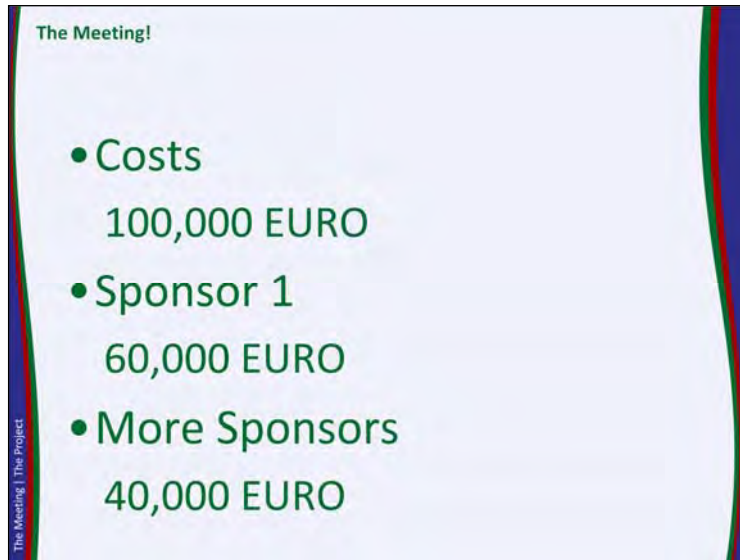 The Meeting!
•Costs
100,000 EURO
•Sponsor 1
60,000 EURO
•More Sponsors
40,000 EURO
The Meeting | The Project